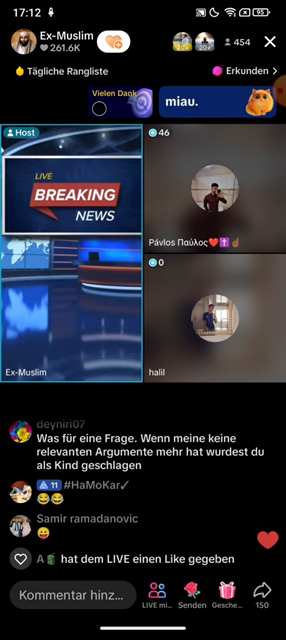 17:12
95
Ex-Muslim
261.6K
20+
20+
454
Tägliche Rangliste
Erkunden >
Vielen Dank
miau.
Host
46
LIVE
BREAKING
NEWS
Pávlos Παύλος❤️✝️☝🏾
0
Ex-Muslim
halil
deyniri07
Was für eine Frage. Wenn meine keine
relevanten Argumente mehr hat wurdest du
als Kind geschlagen
11 #HaMoKar✓
😂😂
Samir ramadanovic
😛
A hat dem LIVE einen Like gegeben
Kommentar hinz...
LIVE mi...
Senden
Gesche...
150